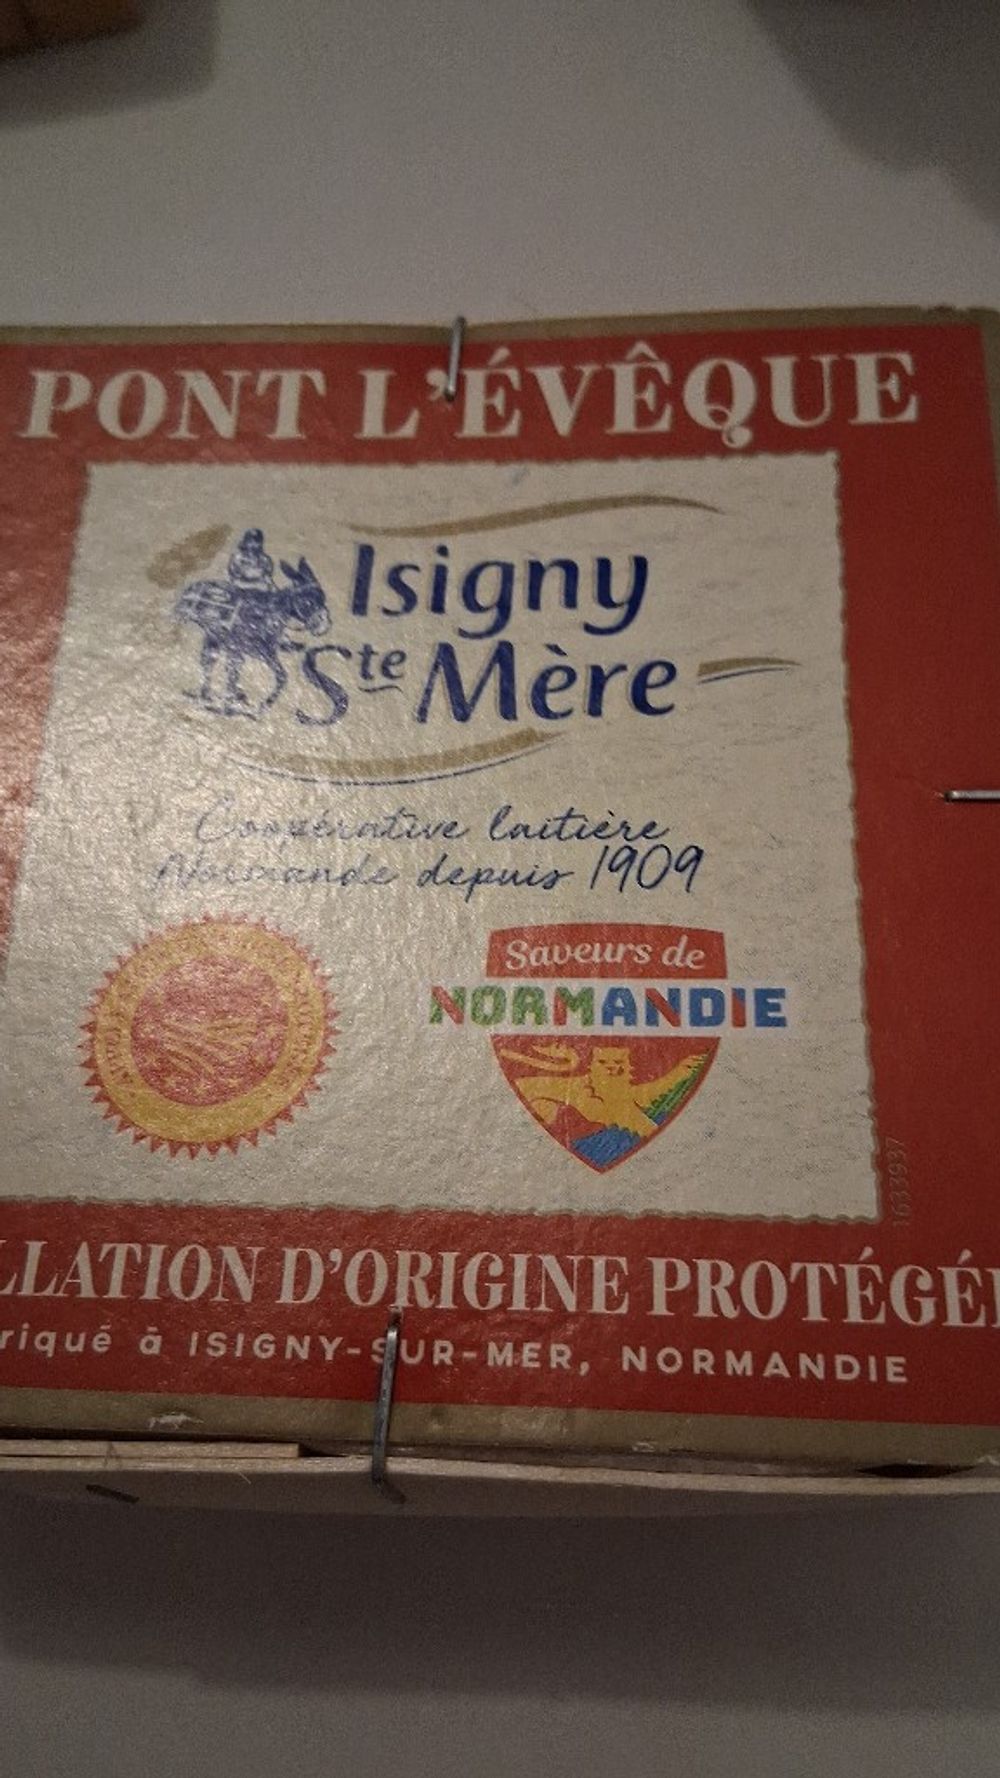 PONT L'ÉVÊQUE
Isigny
Ste Mère
Coopérative laitière
Normande depuis 1909
Saveurs de
NORMANDIE
1633937
LLATION D'ORIGINE PROTÉGÉ
riqué à ISIGNY-SUR-MER, NORMANDIE